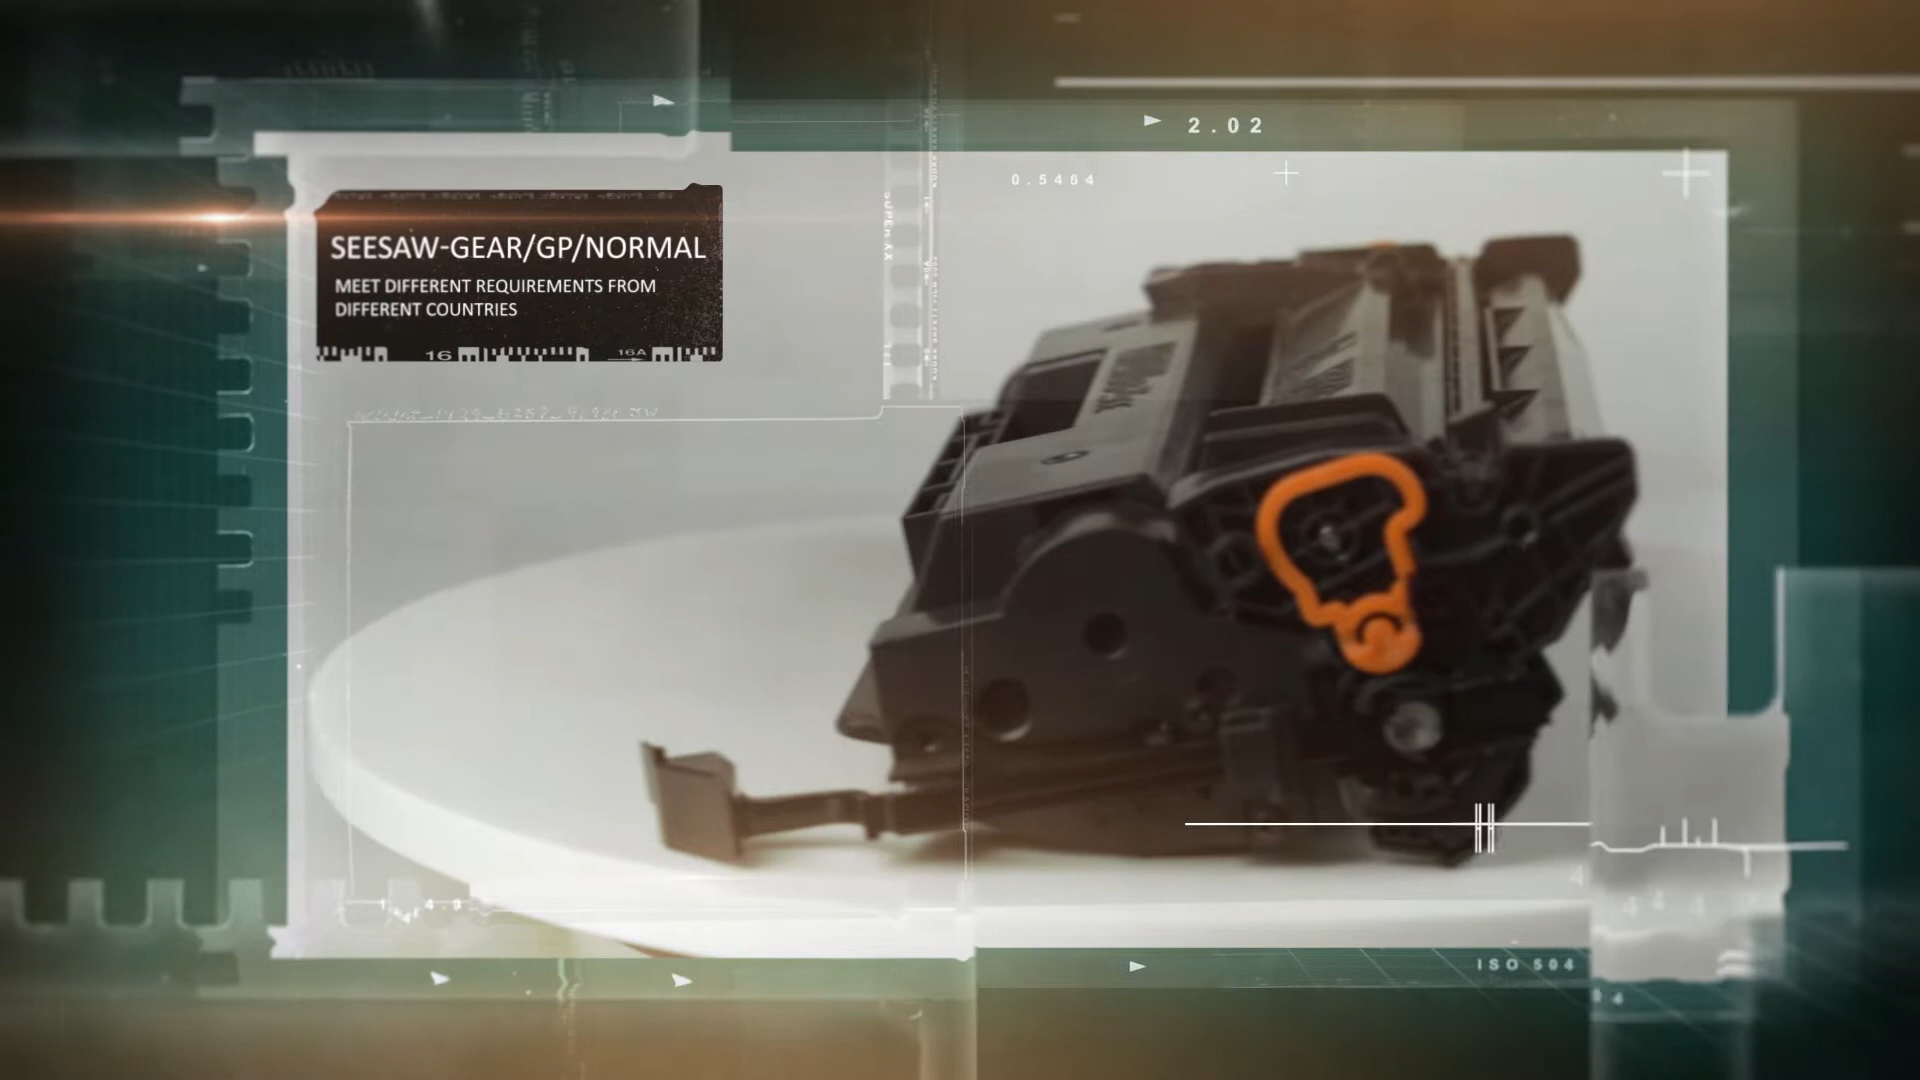 2.02
0.5464
SEESAW-GEAR/GP/NORMAL
MEET DIFFERENT REQUIREMENTS FROM
DIFFERENT COUNTRIES
16 16A
ISO 504